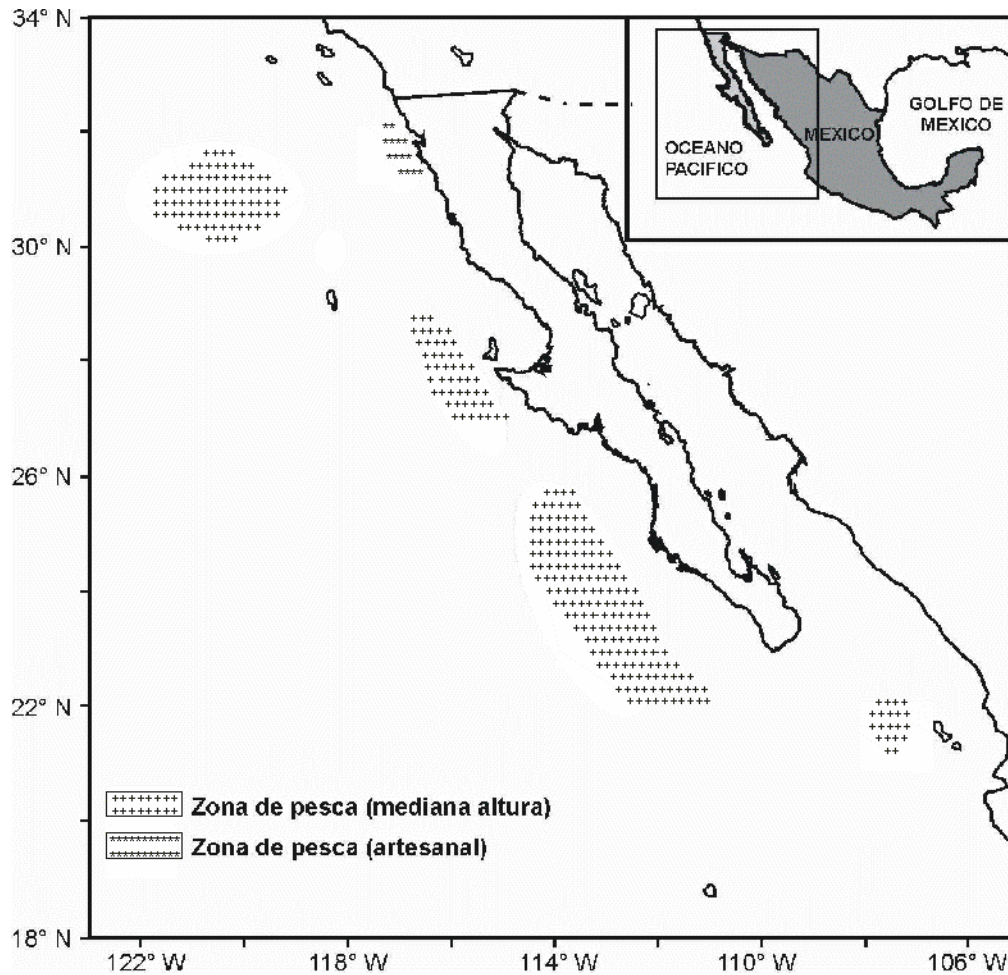 34° N
30° N
26° N
22° N
18° N
122° W
118° W
114° W
110° W
106° W
OCEANO
PACIFICO
MEXICO
GOLFO DE
MEXICO
Zona de pesca (mediana altura)
Zona de pesca (artesanal)